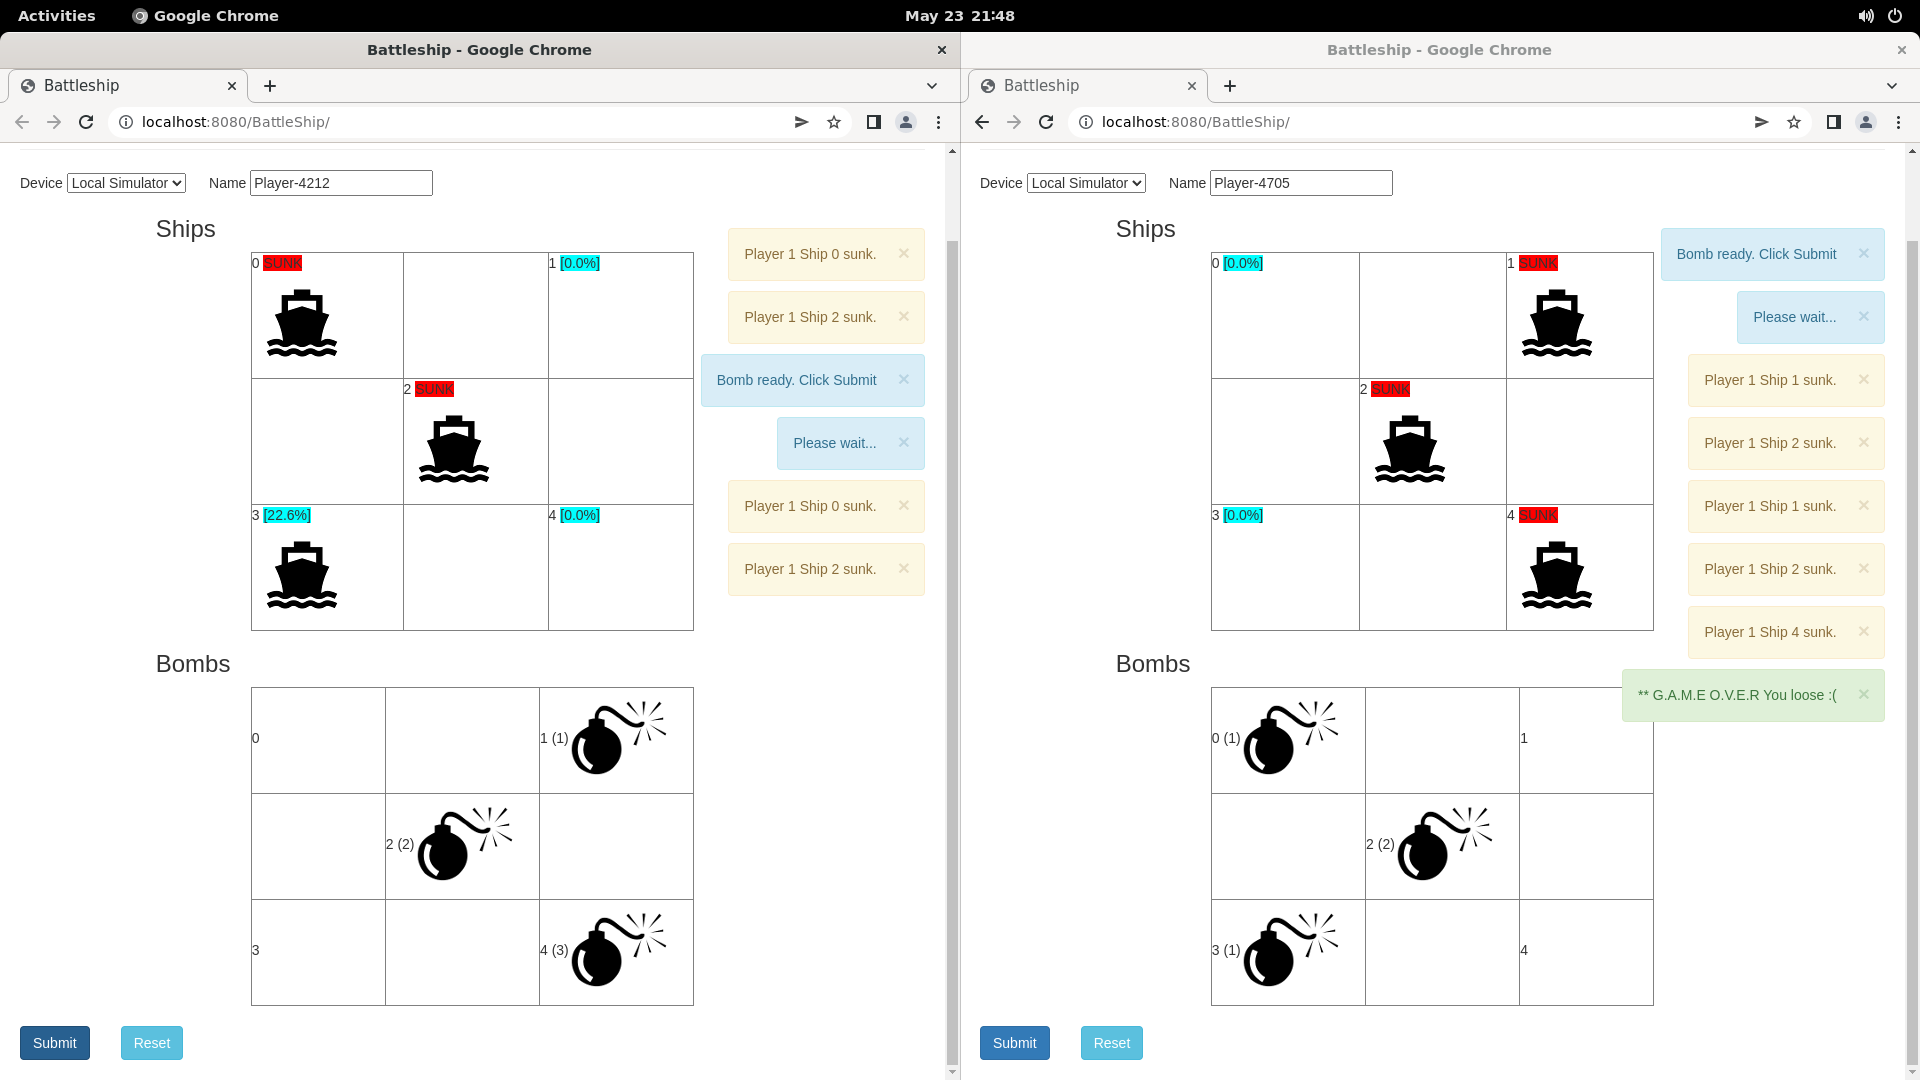 Activities Google Chrome May 23 21:48
Battleship - Google Chrome
Battleship
localhost:8080/BattleShip/
Device Local Simulator Name Player-4212
Ships
0 SUNK 1 [0.0%]
2 SUNK
3 [22.6%] 4 [0.0%]
Player 1 Ship 0 sunk. ×
Player 1 Ship 2 sunk. ×
Bomb ready. Click Submit ×
Please wait... ×
Player 1 Ship 0 sunk. ×
Player 1 Ship 2 sunk. ×
Bombs
0 1 (1)
2 (2)
3 4 (3)
Submit Reset
Battleship - Google Chrome
Battleship
localhost:8080/BattleShip/
Device Local Simulator Name Player-4705
Ships
0 [0.0%] 1 SUNK
2 SUNK
3 [0.0%] 4 SUNK
Bomb ready. Click Submit ×
Please wait... ×
Player 1 Ship 1 sunk. ×
Player 1 Ship 2 sunk. ×
Player 1 Ship 1 sunk. ×
Player 1 Ship 2 sunk. ×
Player 1 Ship 4 sunk. ×
** G.A.M.E O.V.E.R You loose :( ×
Bombs
0 (1) 1
2 (2)
3 (1) 4
Submit Reset